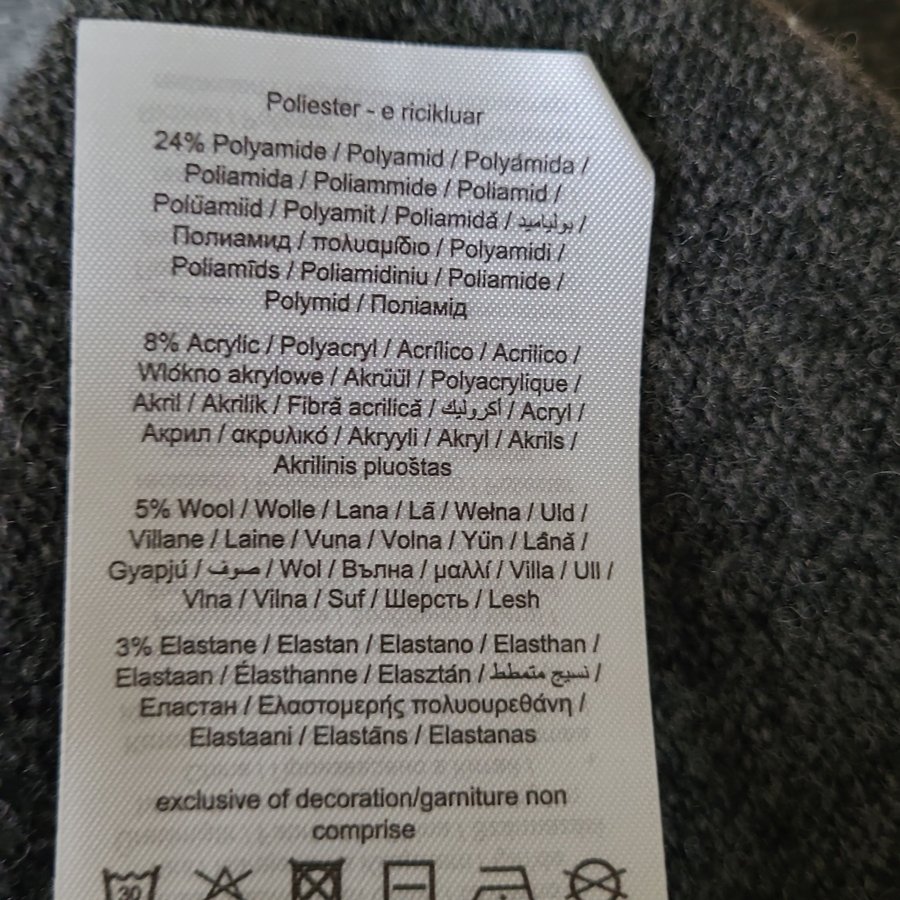 Poliester - e ricikluar
24% Polyamide / Polyamid / Polyámida /
Poliamida / Poliammide / Poliamid /
Polüamiid / Polyamit / Poliamidă / بولياميد /
Полиамид / πολυαμίδιο / Polyamidi /
Poliamīds / Poliamidiniu / Poliamide /
Polymid / Поліамід
8% Acrylic / Polyacryl / Acrílico / Acrilico /
Włókno akrylowe / Akrüül / Polyacrylique /
Akril / Akrilik / Fibră acrilică / أكروليك / Acryl /
Акрил / ακρυλικό / Akryyli / Akryl / Akrils /
Akrilinis pluoštas
5% Wool / Wolle / Lana / Lã / Wełna / Uld /
Villane / Laine / Vuna / Volna / Yün / Lână /
Gyapjú / صوف / Wol / Вълна / μαλλί / Villa / Ull /
Vlna / Vilna / Suf / Шерсть / Lesh
3% Elastane / Elastan / Elastano / Elasthan /
Elastaan / Élasthanne / Elasztán / نسيج متمطط /
Еластан / Ελαστομερής πολυουρεθάνη /
Elastaani / Elastāns / Elastanas
exclusive of decoration/garniture non
comprise
30